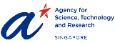 Agency for
Science, Technology
and Research
SINGAPORE